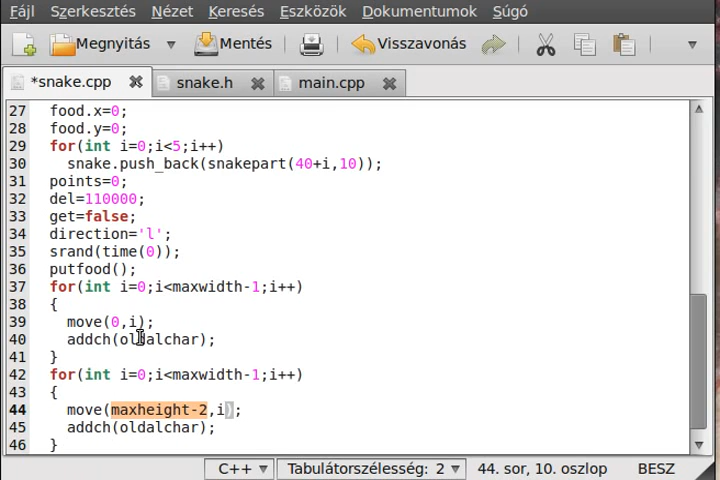 Fájl Szerkesztés Nézet Keresés Eszközök Dokumentumok Súgó
Megnyitás Mentés Visszavonás
*snake.cpp snake.h main.cpp
27 food.x=0;
28 food.y=0;
29 for(int i=0;i<5;i++)
30 snake.push_back(snakepart(40+i,10));
31 points=0;
32 del=110000;
33 get=false;
34 direction='l';
35 srand(time(0));
36 putfood();
37 for(int i=0;i<maxwidth-1;i++)
38 {
39 move(0,i);
40 addch(oldalchar);
41 }
42 for(int i=0;i<maxwidth-1;i++)
43 {
44 move(maxheight-2,i);
45 addch(oldalchar);
46 }
C++ Tabulátorszélesség: 2 44. sor, 10. oszlop BESZ